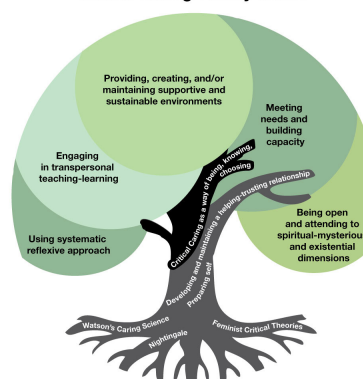 Providing, creating, and/or
maintaining supportive and
sustainable environments
Meeting
needs and
building
capacity
Engaging
in transpersonal
teaching-learning
Critical Caring as a way of being, knowing,
choosing
Developing and maintaining a helping-trusting relationship
Preparing self
Using systematic
reflexive approach
Being open
and attending to
spiritual-mysterious
and existential
dimensions
Watson's Caring Science
Nightingale
Feminist Critical Theories